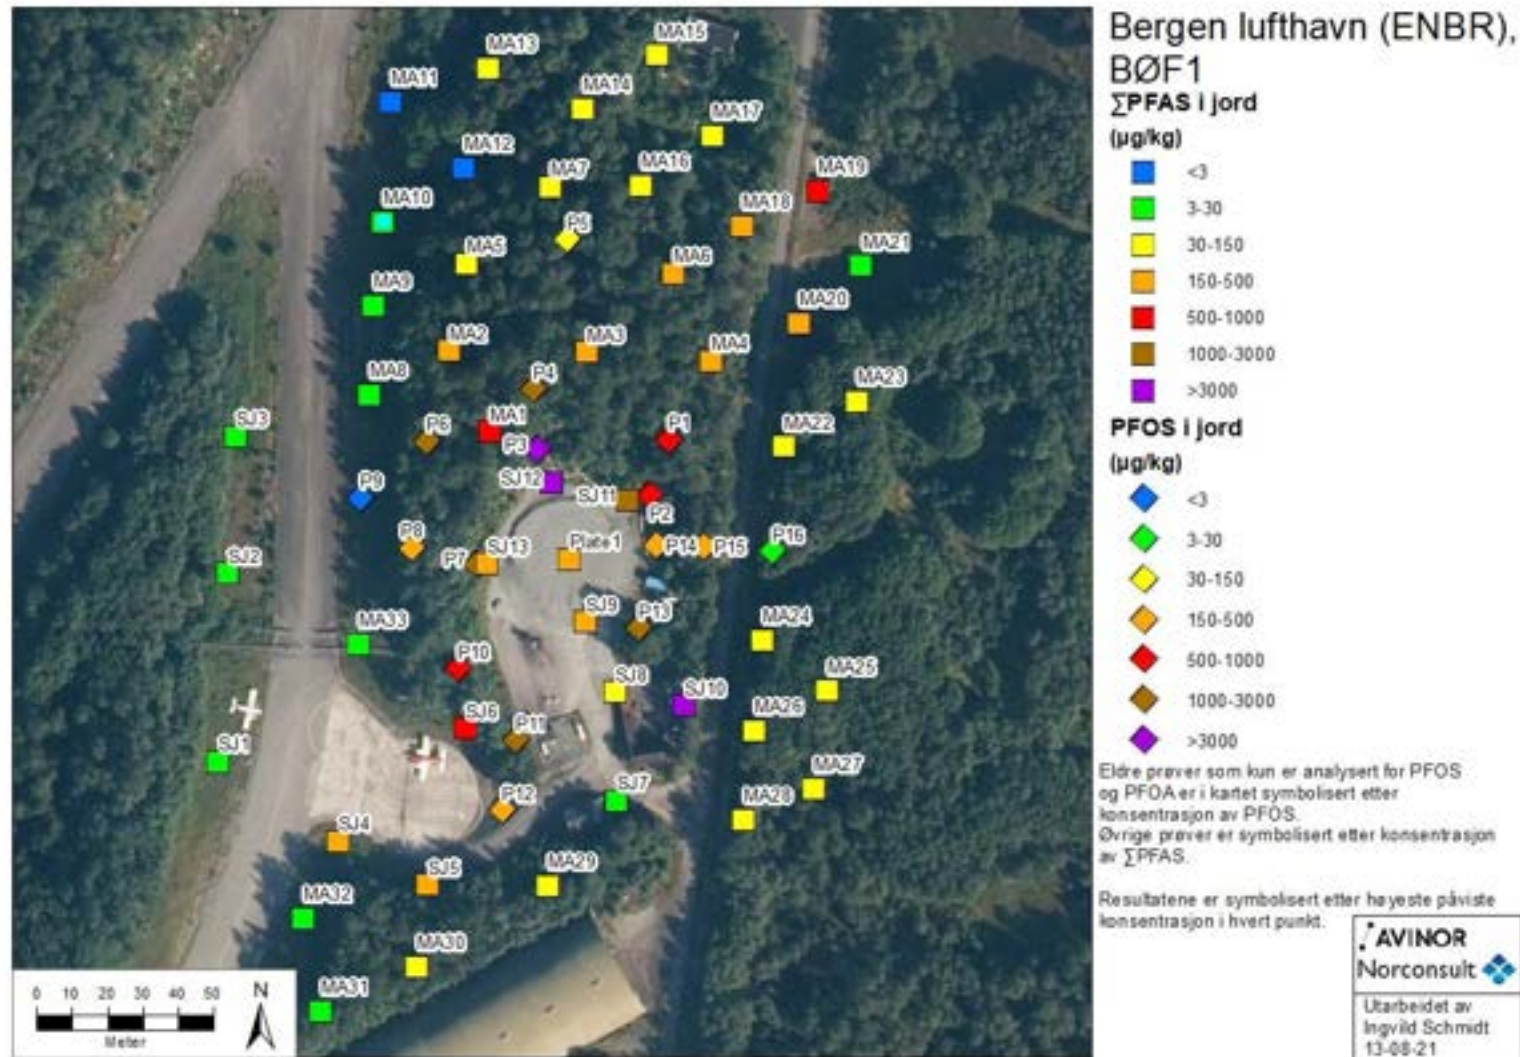 Bergen lufthavn (ENBR),
BØF1
∑PFAS i jord
(µg/kg)
<3
3-30
30-150
150-500
500-1000
1000-3000
>3000
PFOS i jord
(µg/kg)
<3
3-30
30-150
150-500
500-1000
1000-3000
>3000
Eldre prøver som kun er analysert for PFOS
og PFOA er i kartet symbolisert etter
konsentrasjon av PFOS.
Øvrige prøver er symbolisert etter konsentrasjon
av ∑PFAS.
Resultatene er symbolisert etter høyeste påviste
konsentrasjon i hvert punkt.
AVINOR
Norconsult
Utarbeidet av
Ingvild Schmidt
13-08-21
MA15
MA13
MA11
MA14
MA17
MA12
MA7
MA16
MA19
MA10
P5
MA18
MA5
MA21
MA6
MA9
MA20
MA2
MA3
MA4
MA8
P4
MA23
SJ3
P6
MA1
P1
MA22
P3
SJ12
SJ11
P9
P2
P8
P7
SJ13
Plate1
P14
P15
P16
SJ2
SJ9
P13
MA33
MA24
P10
SJ8
SJ10
MA25
SJ6
P11
MA26
SJ1
SJ7
MA27
P12
MA28
SJ4
SJ5
MA29
MA32
MA30
MA31
0 10 20 30 40 50
Meter
N